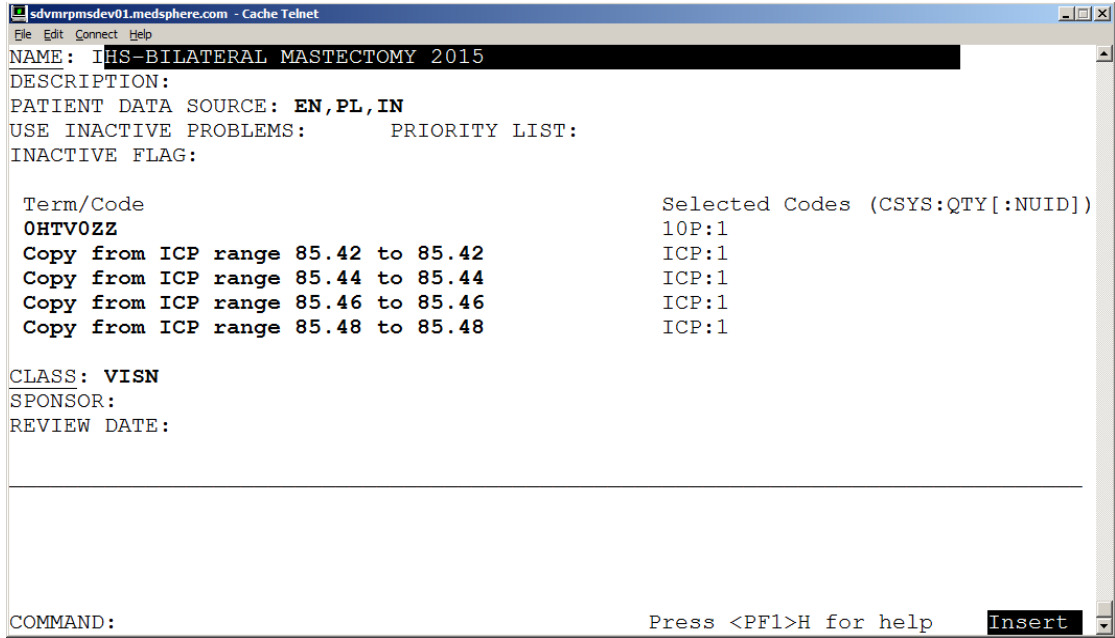 sdvmrpmsdev01.medsphere.com - Cache Telnet
File Edit Connect Help
NAME: IHS-BILATERAL MASTECTOMY 2015
DESCRIPTION:
PATIENT DATA SOURCE: EN,PL,IN
USE INACTIVE PROBLEMS: PRIORITY LIST:
INACTIVE FLAG:
Term/Code Selected Codes (CSYS:QTY[:NUID])
0HTV0ZZ 10P:1
Copy from ICP range 85.42 to 85.42 ICP:1
Copy from ICP range 85.44 to 85.44 ICP:1
Copy from ICP range 85.46 to 85.46 ICP:1
Copy from ICP range 85.48 to 85.48 ICP:1
CLASS: VISN
SPONSOR:
REVIEW DATE:
COMMAND: Press <PF1>H for help Insert